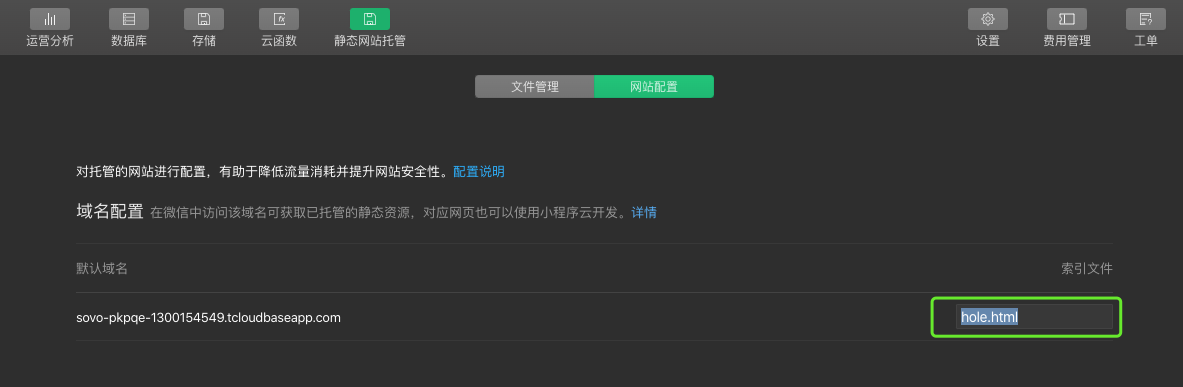 运营分析 数据库 存储 云函数 静态网站托管 设置 费用管理 工单
文件管理 网站配置
对托管的网站进行配置，有助于降低流量消耗并提升网站安全性。配置说明
域名配置 在微信中访问该域名可获取已托管的静态资源，对应网页也可以使用小程序云开发。详情
默认域名 索引文件
sovo-pkpqe-1300154549.tcloudbaseapp.com hole.html